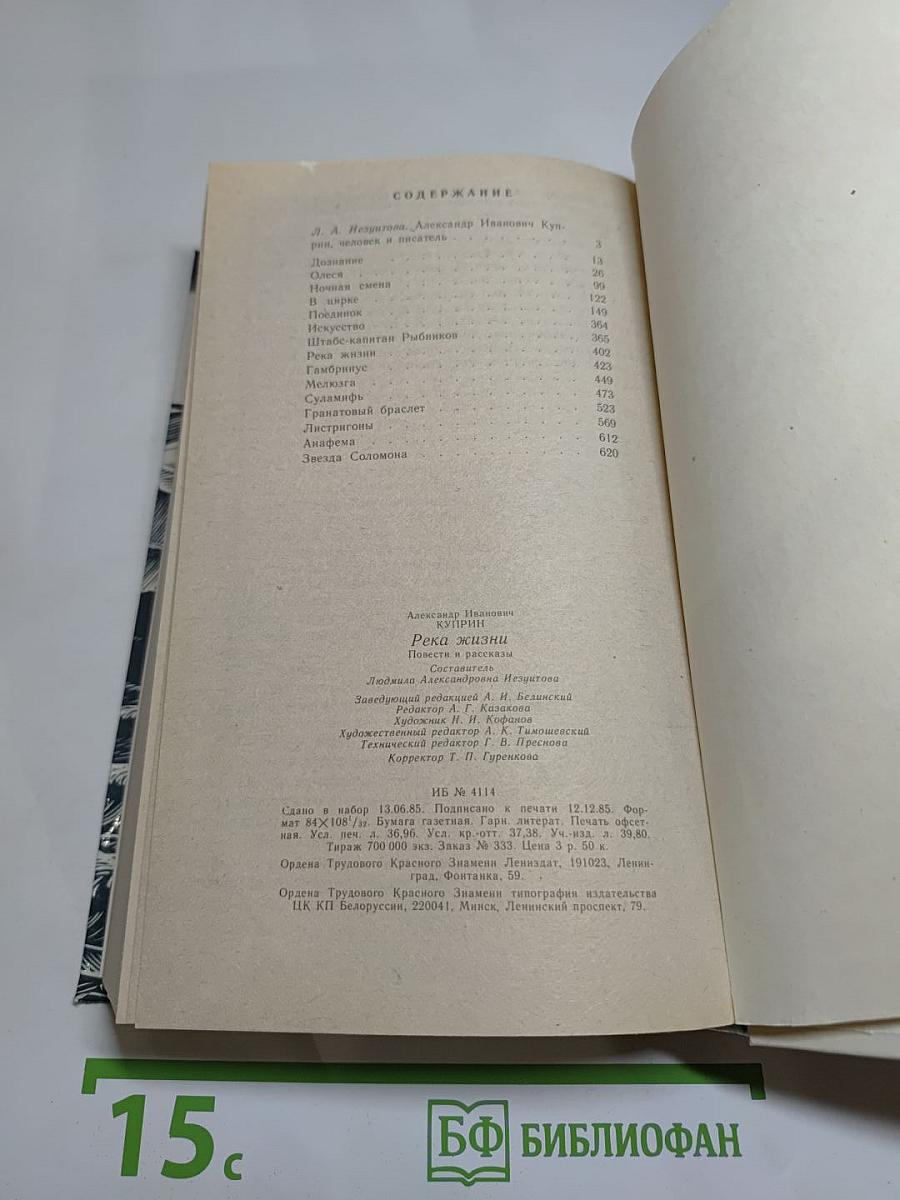 СОДЕРЖАНИЕ
Л. А. Иезуитова. Александр Иванович Куп-
рин, человек и писатель . . . . . . . 3
Дознание . . . . . . . . . . 13
Олеся . . . . . . . . . . 26
Ночная смена . . . . . . . . . 99
В цирке . . . . . . . . . . 122
Поединок . . . . . . . . . . 149
Искусство . . . . . . . . . . 364
Штабс-капитан Рыбников . . . . . . 365
Река жизни . . . . . . . . . 402
Гамбринус . . . . . . . . . . 423
Мелюзга . . . . . . . . . . 449
Суламифь . . . . . . . . . . 473
Гранатовый браслет . . . . . . . . 523
Листригоны . . . . . . . . . . 569
Анафема . . . . . . . . . . 612
Звезда Соломона . . . . . . . . 620
Александр Иванович
КУПРИН
Река жизни
Повести и рассказы
Составитель
Людмила Александровна Иезуитова
Заведующий редакцией А. И. Белинский
Редактор А. Г. Казакова
Художник Н. И. Кофанов
Художественный редактор А. К. Тимошевский
Технический редактор Г. В. Преснова
Корректор Т. П. Гуренкова
ИБ № 4114
Сдано в набор 13.06.85. Подписано к печати 12.12.85. Фор-
мат 84×108¹/₃₂. Бумага газетная. Гарн. литерат. Печать офсет-
ная. Усл. печ. л. 36,96. Усл. кр.-отт. 37,38. Уч.-изд. л. 39,80.
Тираж 700 000 экз. Заказ № 333. Цена 3 р. 50 к.
Ордена Трудового Красного Знамени Лениздат, 191023, Ленин-
град, Фонтанка, 59.
Ордена Трудового Красного Знамени типография издательства
ЦК КП Белоруссии, 220041, Минск, Ленинский проспект, 79.
15 с
БФ БИБЛИОФАН